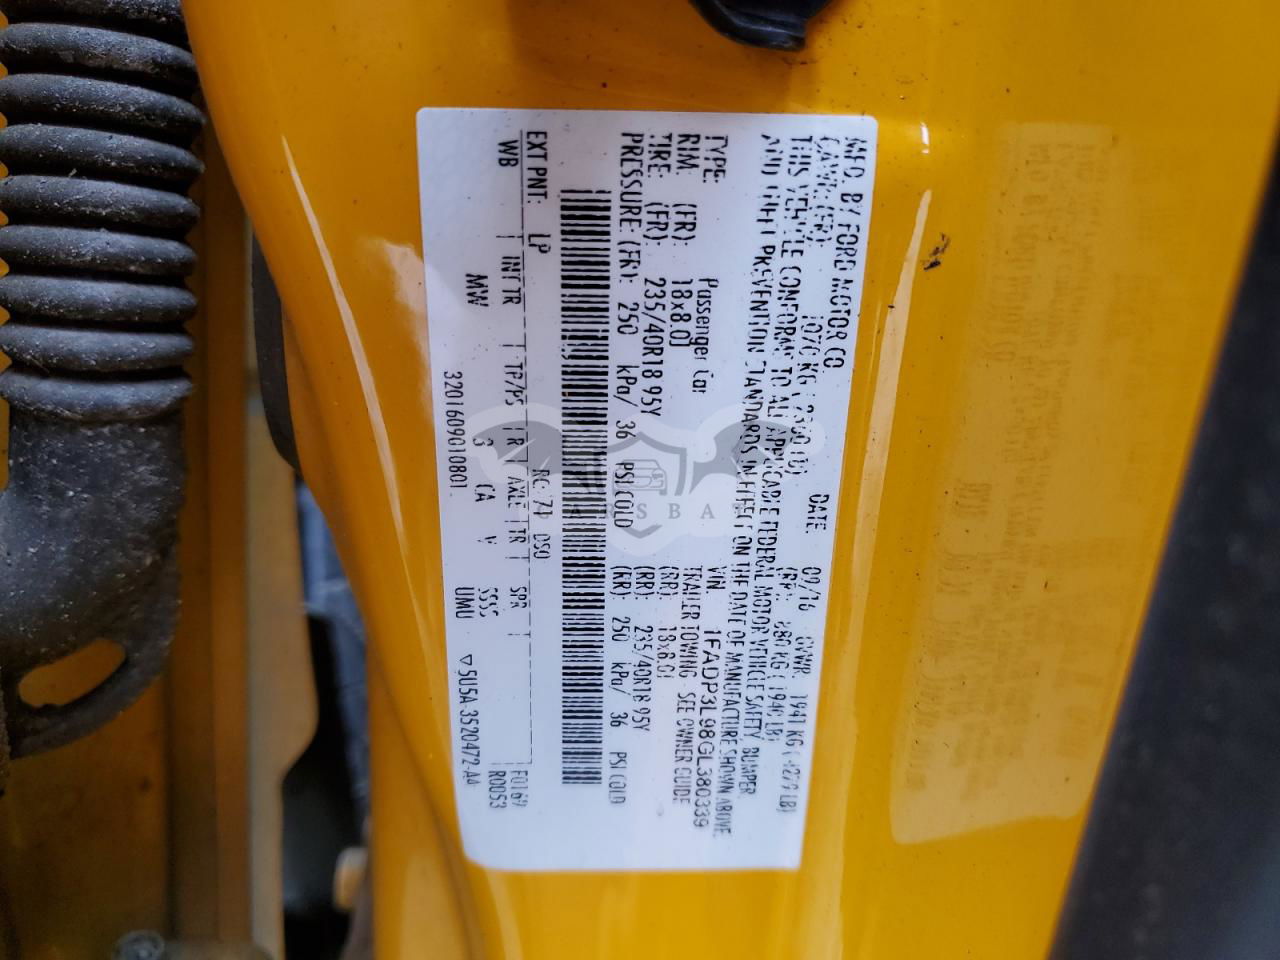 MFD. BY FORD MOTOR CO
DATE: 09/16 GVWR: 1941 KG (4279 LB)
GAWR: (FR): 1070 KG (2360 LB) (RR): 880 KG (1940 LB)
THIS VEHICLE CONFORMS TO ALL APPLICABLE FEDERAL MOTOR VEHICLE SAFETY, BUMPER,
AND THEFT PREVENTION STANDARDS IN EFFECT ON THE DATE OF MANUFACTURE SHOWN ABOVE.
VIN: 1FADP3L98GL380339
TYPE: Passenger Car TRAILER TOWING - SEE OWNER GUIDE
RIM: (FR): 18x8.0J (RR): 18x8.0J
TIRE: (FR): 235/40R18 95Y (RR): 235/40R18 95Y
PRESSURE: (FR): 250 kPa/ 36 PSI COLD (RR): 250 kPa/ 36 PSI COLD
EXT PNT: LP RC: 71 DSO: F0169
WB INT TR TP/PS R AXLE TR SPR R0053
MW 3 CA V SSSC
3201609010801 UMU ▽5U5A-3520472-AA
CARSBAT